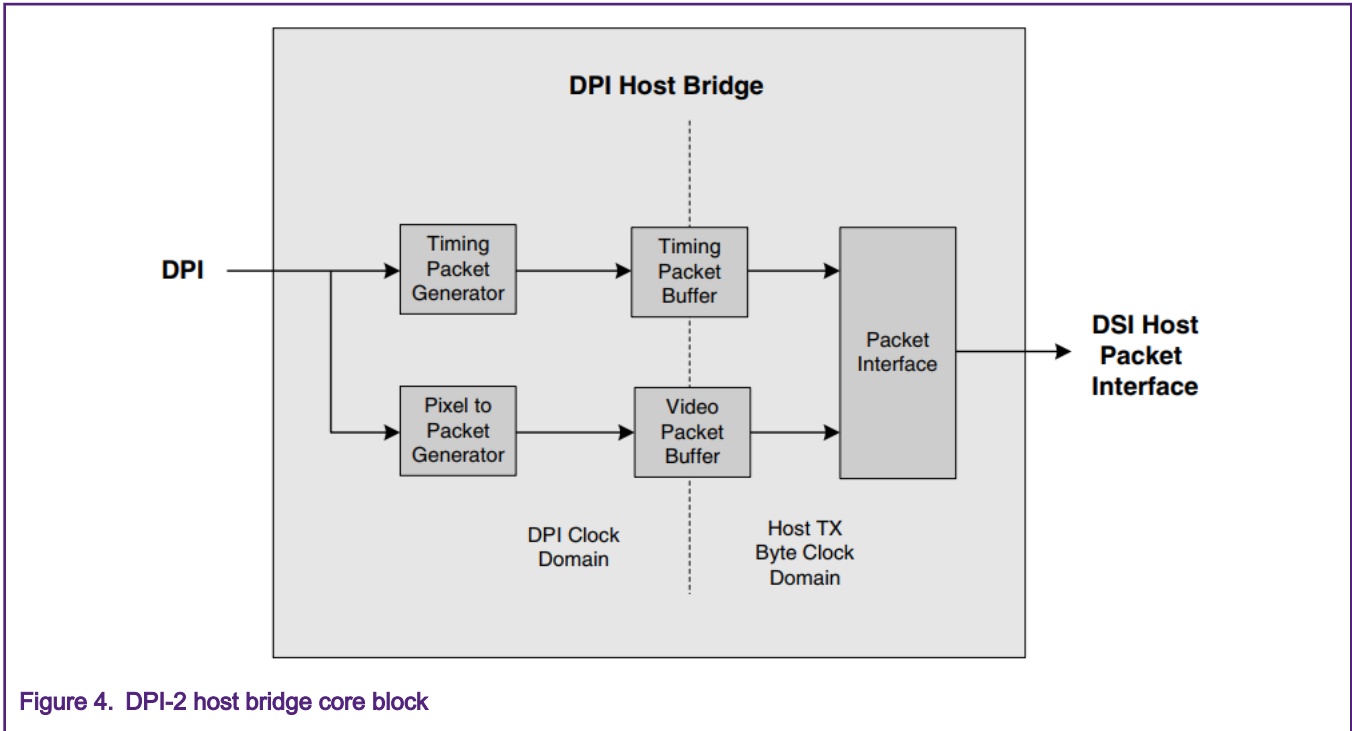 DPI Host Bridge
DPI
Timing
Packet
Generator
Timing
Packet
Buffer
Packet
Interface
DSI Host
Packet
Interface
Pixel to
Packet
Generator
Video
Packet
Buffer
DPI Clock
Domain
Host TX
Byte Clock
Domain
Figure 4. DPI-2 host bridge core block